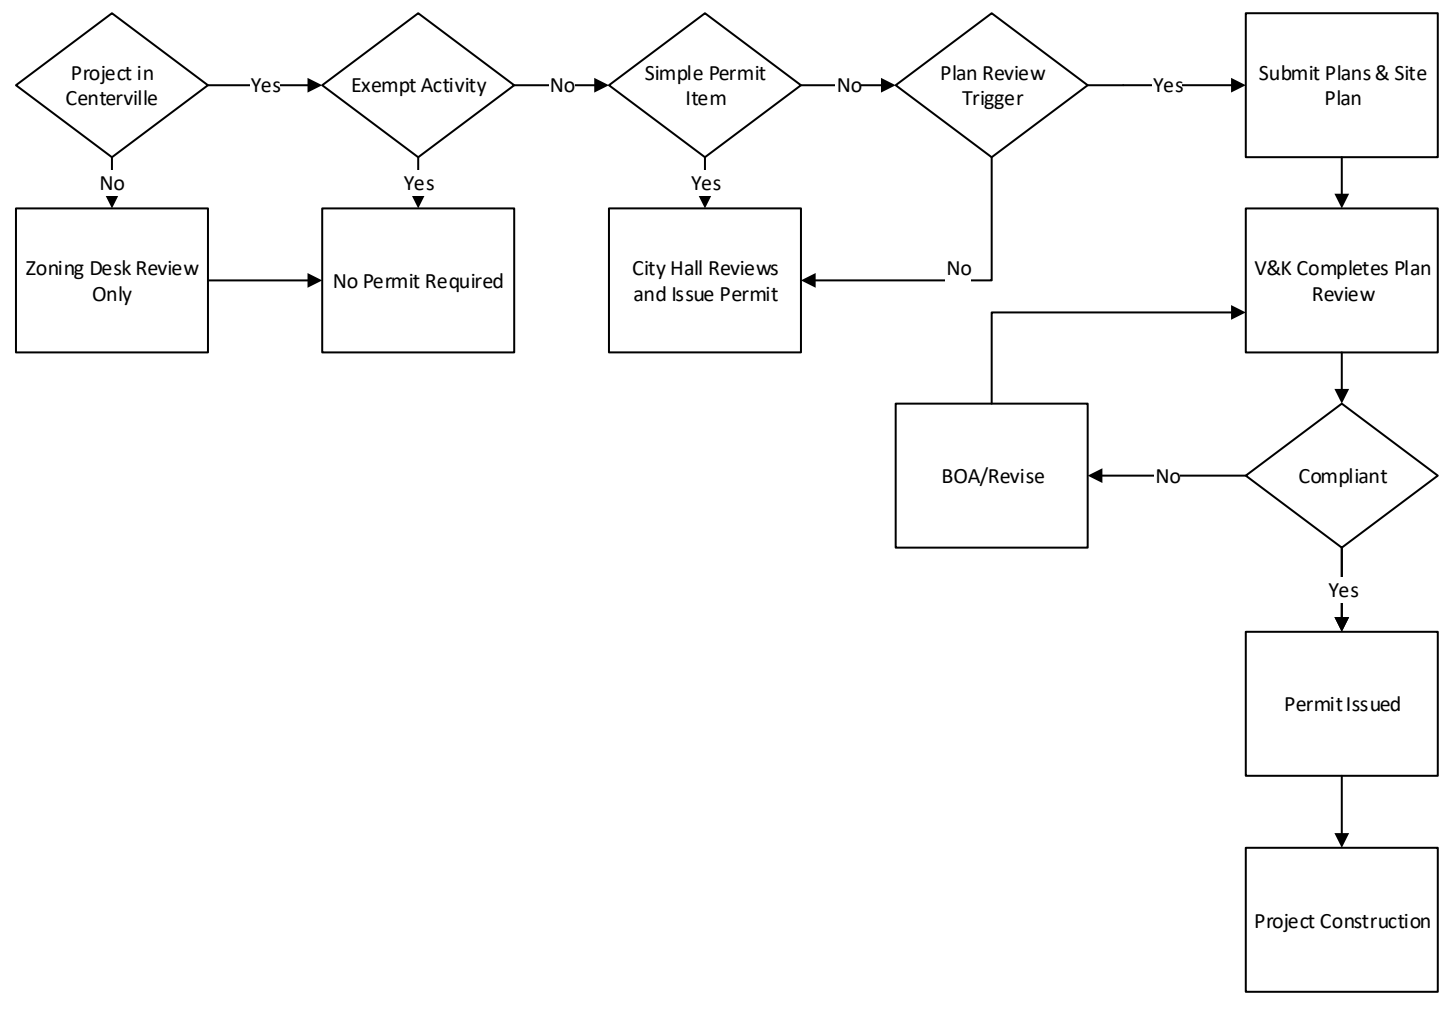 Project in
Centerville
Yes
Exempt Activity
No
Simple Permit
Item
No
Plan Review
Trigger
Yes
Submit Plans & Site
Plan
No
Yes
Yes
Zoning Desk Review
Only
No Permit Required
City Hall Reviews
and Issue Permit
No
V&K Completes Plan
Review
BOA/Revise
No
Compliant
Yes
Permit Issued
Project Construction